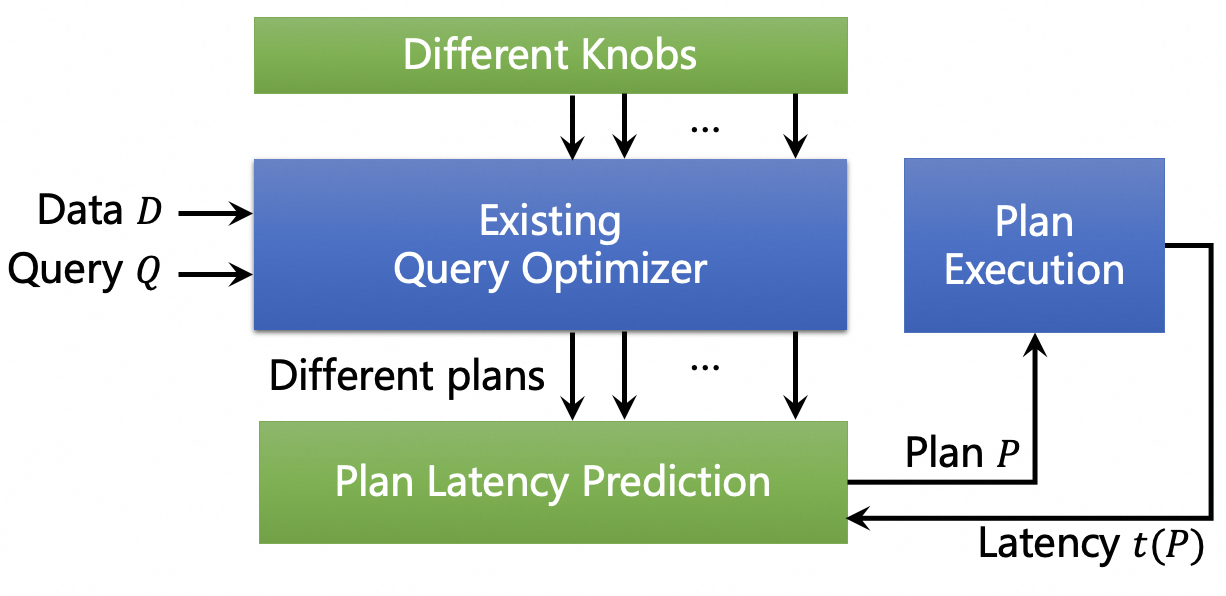 Different Knobs
...
Data D
Query Q
Existing
Query Optimizer
Plan
Execution
Different plans
...
Plan Latency Prediction
Plan P
Latency t(P)